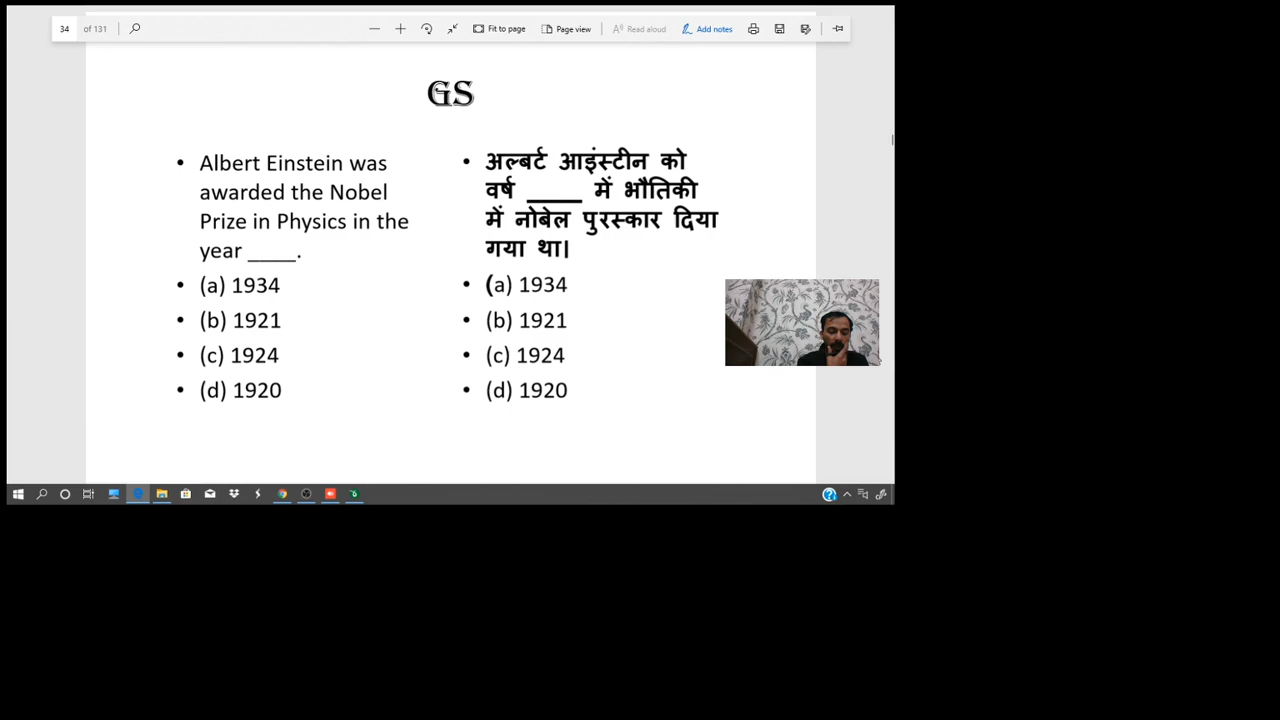 34 of 131 Fit to page Page view Read aloud Add notes
GS
• Albert Einstein was
awarded the Nobel
Prize in Physics in the
year ____.
• (a) 1934
• (b) 1921
• (c) 1924
• (d) 1920
• अल्बर्ट आइंस्टीन को
वर्ष _____ में भौतिकी
में नोबेल पुरस्कार दिया
गया था।
• (a) 1934
• (b) 1921
• (c) 1924
• (d) 1920